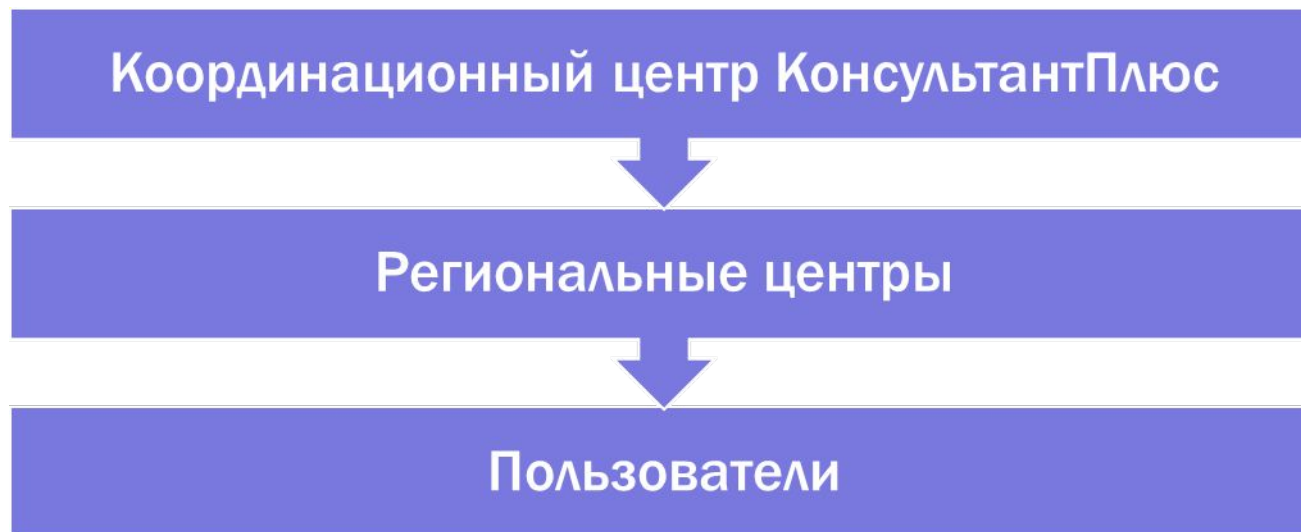 Координационный центр КонсультантПлюс
Региональные центры
Пользователи